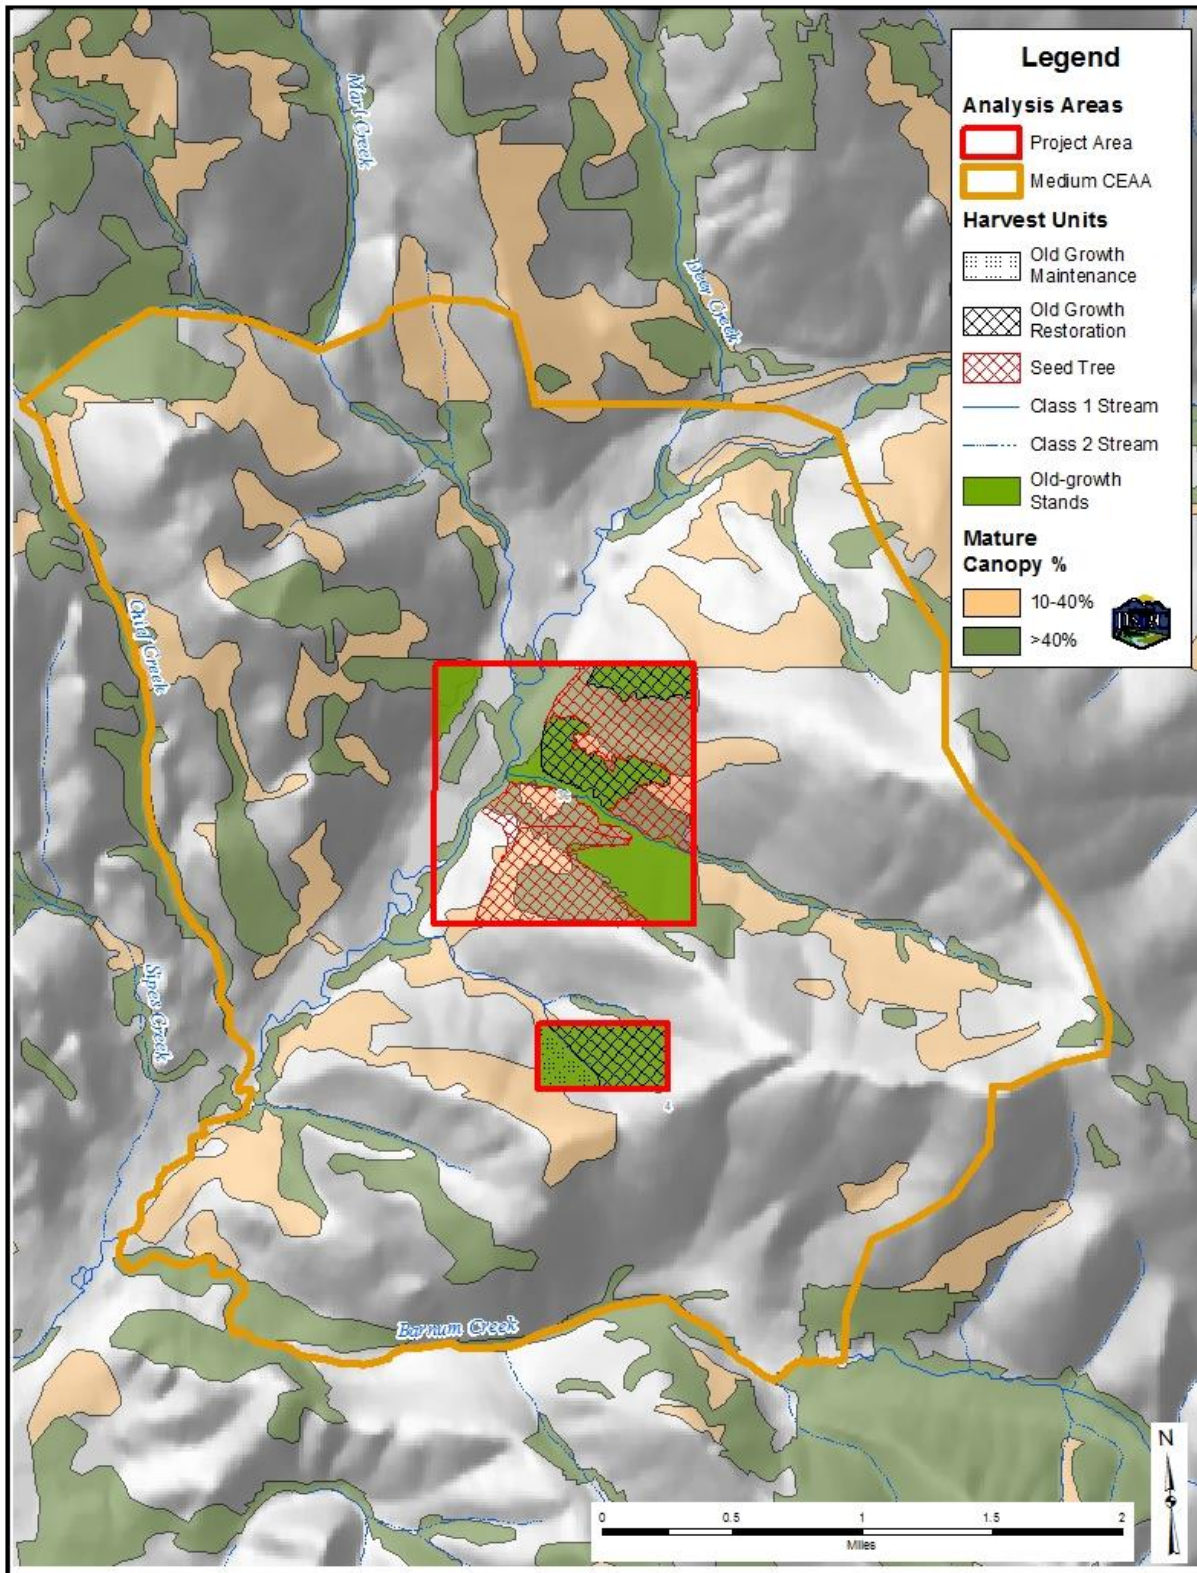 Legend
Analysis Areas
Project Area
Medium CEAA
Harvest Units
Old Growth
Maintenance
Old Growth
Restoration
Seed Tree
Class 1 Stream
Class 2 Stream
Old-growth
Stands
Mature
Canopy %
10-40%
>40%
Marl Creek
Deer Creek
Sipes Creek
Barnum Creek
4
N
0
0.5
1
1.5
2
Miles